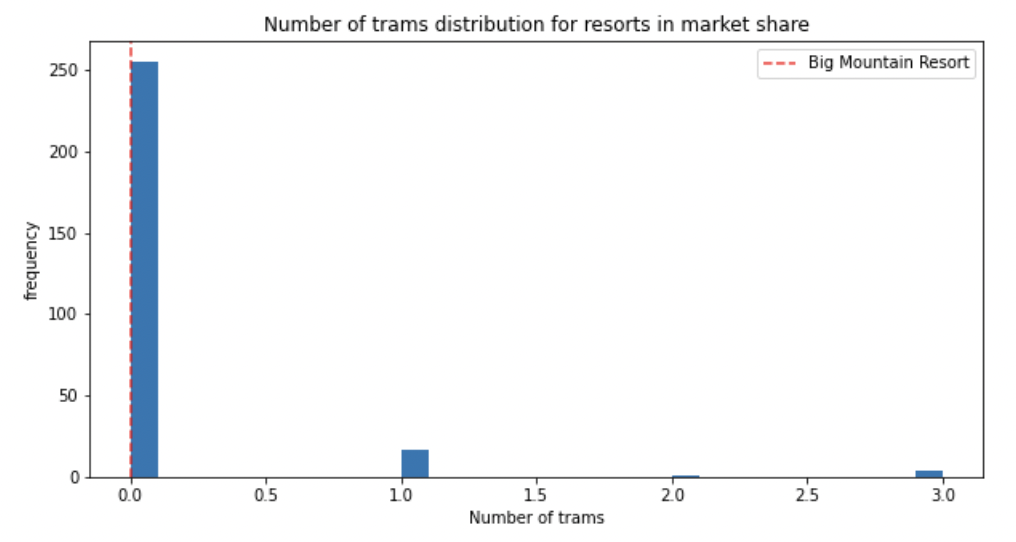 Number of trams distribution for resorts in market share
Big Mountain Resort
250
200
150
100
50
0
frequency
0.0 0.5 1.0 1.5 2.0 2.5 3.0
Number of trams